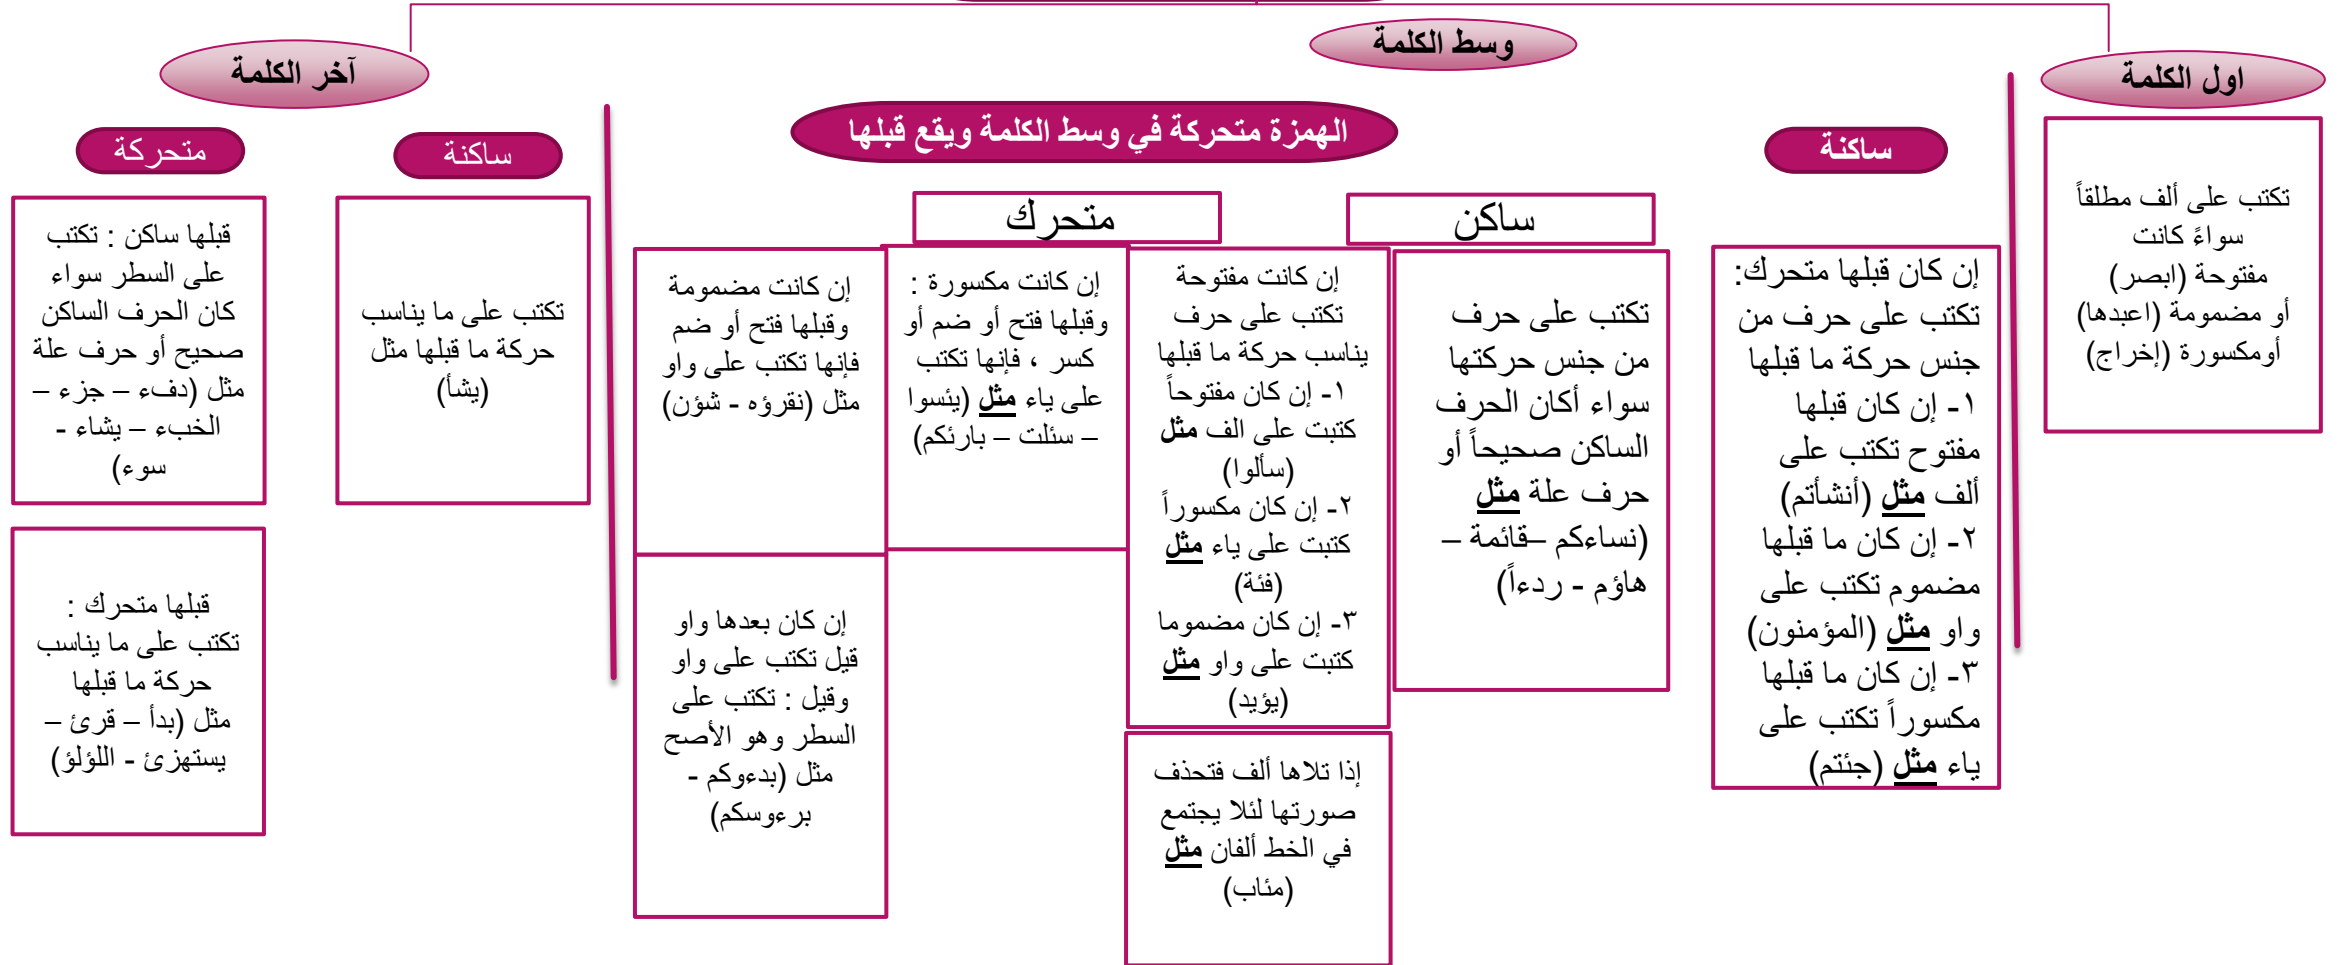 اول الكلمة
تكتب على ألف مطلقاً
سواءً كانت
مفتوحة (ابصر)
أو مضمومة (اعبدها)
أومكسورة (إخراج)
وسط الكلمة
ساكنة
إن كان قبلها متحرك:
تكتب على حرف من
جنس حركة ما قبلها
١- إن كان قبلها
مفتوح تكتب على
ألف مثل (أنشأتم)
٢- إن كان ما قبلها
مضموم تكتب على
واو مثل (المؤمنون)
٣- إن كان ما قبلها
مكسوراً تكتب على
ياء مثل (جئتم)
الهمزة متحركة في وسط الكلمة ويقع قبلها
ساكن
تكتب على حرف
من جنس حركتها
سواء أكان الحرف
الساكن صحيحاً أو
حرف علة مثل
(نساءكم –قائمة –
هاؤم - ردءاً)
متحرك
إن كانت مفتوحة
تكتب على حرف
يناسب حركة ما قبلها
١- إن كان مفتوحاً
كتبت على الف مثل
(سألوا)
٢- إن كان مكسوراً
كتبت على ياء مثل
(فئة)
٣- إن كان مضموما
كتبت على واو مثل
(يؤيد)
إذا تلاها ألف فتحذف
صورتها لئلا يجتمع
في الخط ألفان مثل
(مئاب)
إن كانت مكسورة :
وقبلها فتح أو ضم أو
كسر ، فإنها تكتب
على ياء مثل (يئسوا
– سئلت – بارئكم)
إن كانت مضمومة
وقبلها فتح أو ضم
فإنها تكتب على واو
مثل (نقرؤه - شؤن)
إن كان بعدها واو
قيل تكتب على واو
وقيل : تكتب على
السطر وهو الأصح
مثل (بدءوكم -
برءوسكم)
آخر الكلمة
ساكنة
تكتب على ما يناسب
حركة ما قبلها مثل
(يشأ)
متحركة
قبلها ساكن : تكتب
على السطر سواء
كان الحرف الساكن
صحيح أو حرف علة
مثل (دفء – جزء –
الخبء – يشاء -
سوء)
قبلها متحرك :
تكتب على ما يناسب
حركة ما قبلها
مثل (بدأ – قرئ –
يستهزئ - اللؤلؤ)